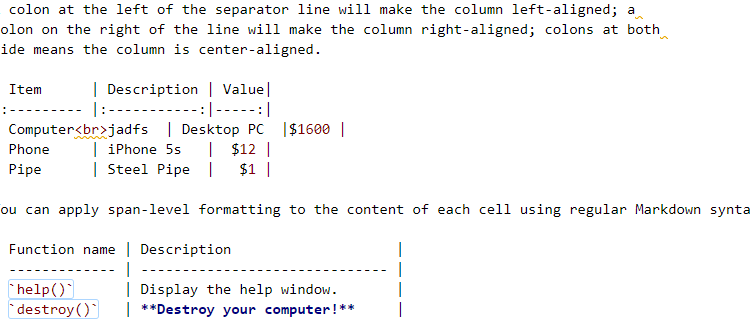 colon at the left of the separator line will make the column left-aligned; a
olon on the right of the line will make the column right-aligned; colons at both
ide means the column is center-aligned.
Item | Description | Value|
:--------- |:-----------:|-----:|
Computer<br>jadfs | Desktop PC |$1600 |
Phone | iPhone 5s | $12 |
Pipe | Steel Pipe | $1 |
ou can apply span-level formatting to the content of each cell using regular Markdown synta
Function name | Description |
------------- | ------------------------------ |
`help()` | Display the help window. |
`destroy()` | **Destroy your computer!** |